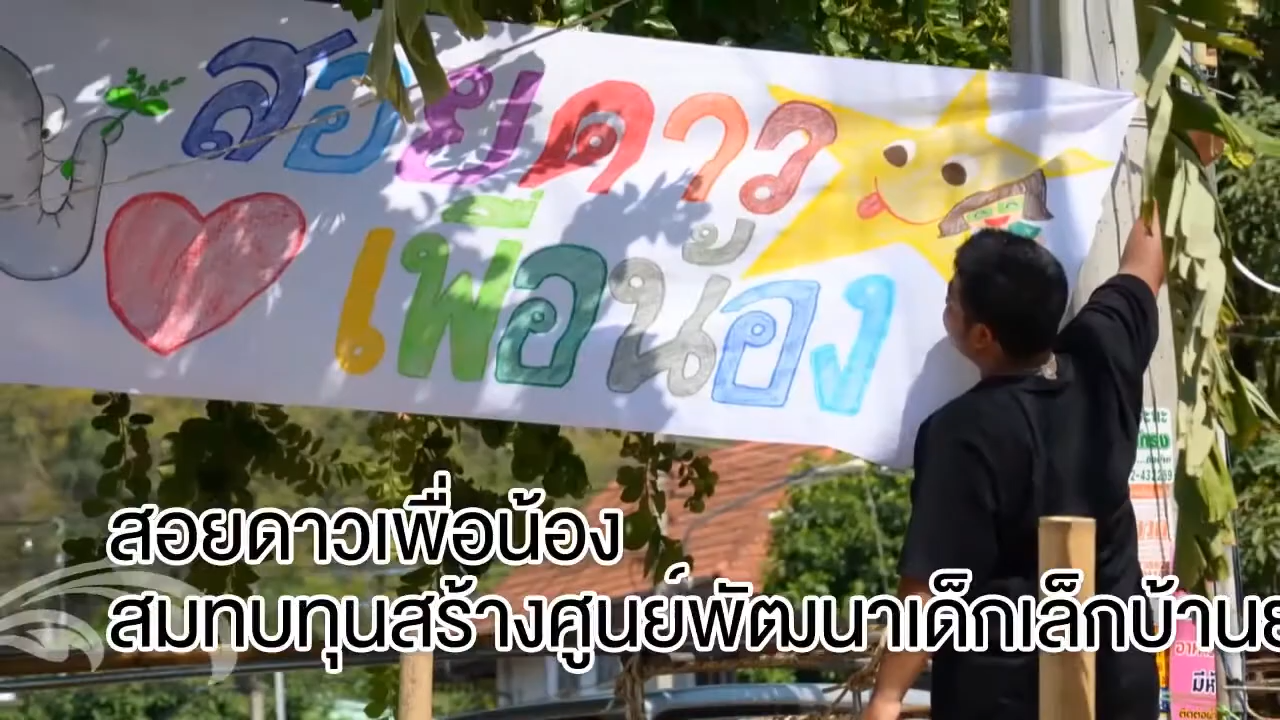 สอยดาว
เพื่อน้อง
สอยดาวเพื่อน้อง
สมทบทุนสร้างศูนย์พัฒนาเด็กเล็กบ้าน